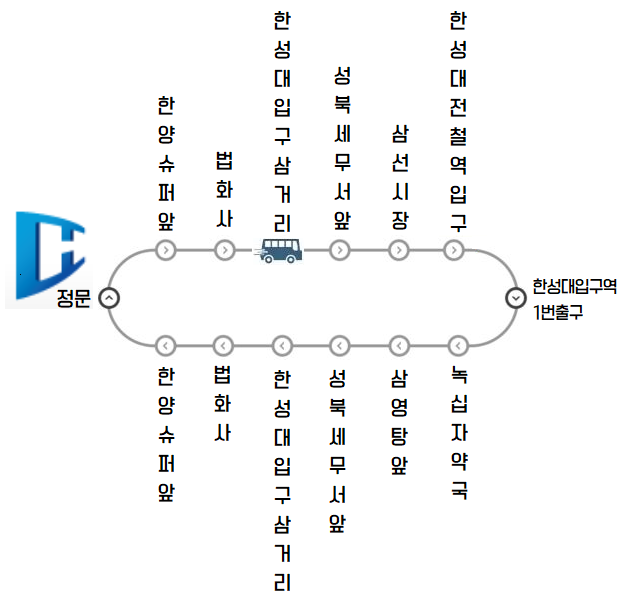 한양슈퍼앞
법화사
한성대입구삼거리
성북세무서앞
삼선시장
한성대전철역입구
정문
한성대입구역
1번출구
한양슈퍼앞
법화사
한성대입구삼거리
성북세무서앞
삼영탕앞
녹십자약국